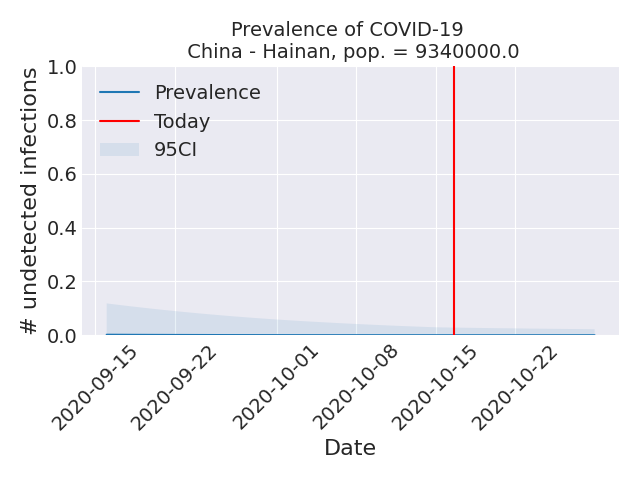 Prevalence of COVID-19
China - Hainan, pop. = 9340000.0
# undetected infections
1.0
0.8
0.6
0.4
0.2
0.0
Prevalence
Today
95CI
2020-09-15
2020-09-22
2020-10-01
2020-10-08
2020-10-15
2020-10-22
Date